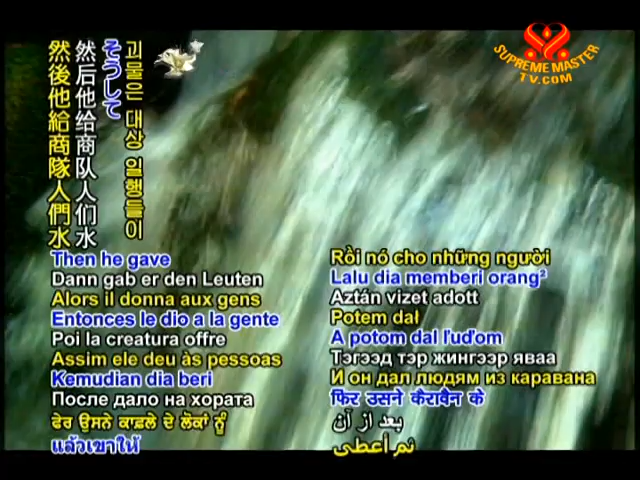 SUPREME MASTER
TV.COM
괴물은 대상 일행들이
そうして
然后他给商队人们水
然後他給商隊人們水
Then he gave
Dann gab er den Leuten
Alors il donna aux gens
Entonces le dio a la gente
Poi la creatura offre
Assim ele deu às pessoas
Kemudian dia beri
После дало на хората
ਫੇਰ ਉਸਨੇ ਕਾਫ਼ਲੇ ਦੇ ਲੋਕਾਂ ਨੂੰ
แล้วเขาให้
Rồi nó cho những người
Lalu dia memberi orang²
Aztán vizet adott
Potem dał
A potom dal ľuďom
Тэгээд тэр жингээр яваа
И он дал людям из каравана
फिर उसने कैरावैन के
بعد از آن
ثم أعطى